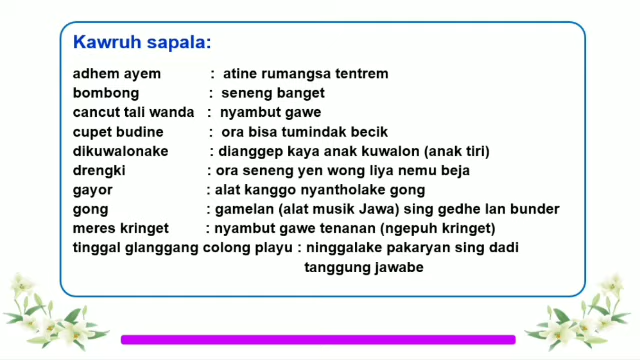 Kawruh sapala:
adhem ayem : atine rumangsa tentrem
bombong : seneng banget
cancut tali wanda : nyambut gawe
cupet budine : ora bisa tumindak becik
dikuwalonake : dianggep kaya anak kuwalon (anak tiri)
drengki : ora seneng yen wong liya nemu beja
gayor : alat kanggo nyantholake gong
gong : gamelan (alat musik Jawa) sing gedhe lan bunder
meres kringet : nyambut gawe tenanan (ngepuh kringet)
tinggal glanggang colong playu : ninggalake pakaryan sing dadi
tanggung jawabe